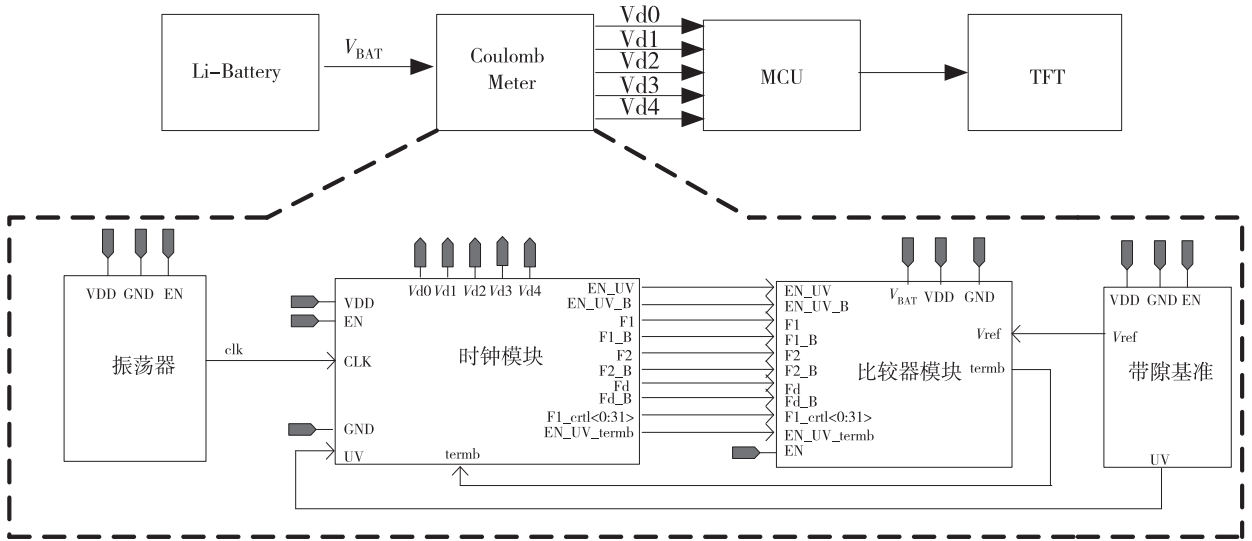 Li-Battery
V_BAT
Coulomb
Meter
Vd0
Vd1
Vd2
Vd3
Vd4
MCU
TFT
VDD GND EN
振荡器
clk
Vd0 Vd1 Vd2 Vd3 Vd4
VDD
EN
CLK
GND
UV
时钟模块
termb
EN_UV
EN_UV_B
F1
F1_B
F2
F2_B
Fd
Fd_B
F1_crtl<0:31>
EN_UV_termb
V_BAT VDD GND
EN_UV
EN_UV_B
F1
F1_B
F2
F2_B
Fd
Fd_B
F1_crtl<0:31>
EN_UV_termb
EN
比较器模块
Vref
termb
VDD GND EN
Vref
带隙基准
UV